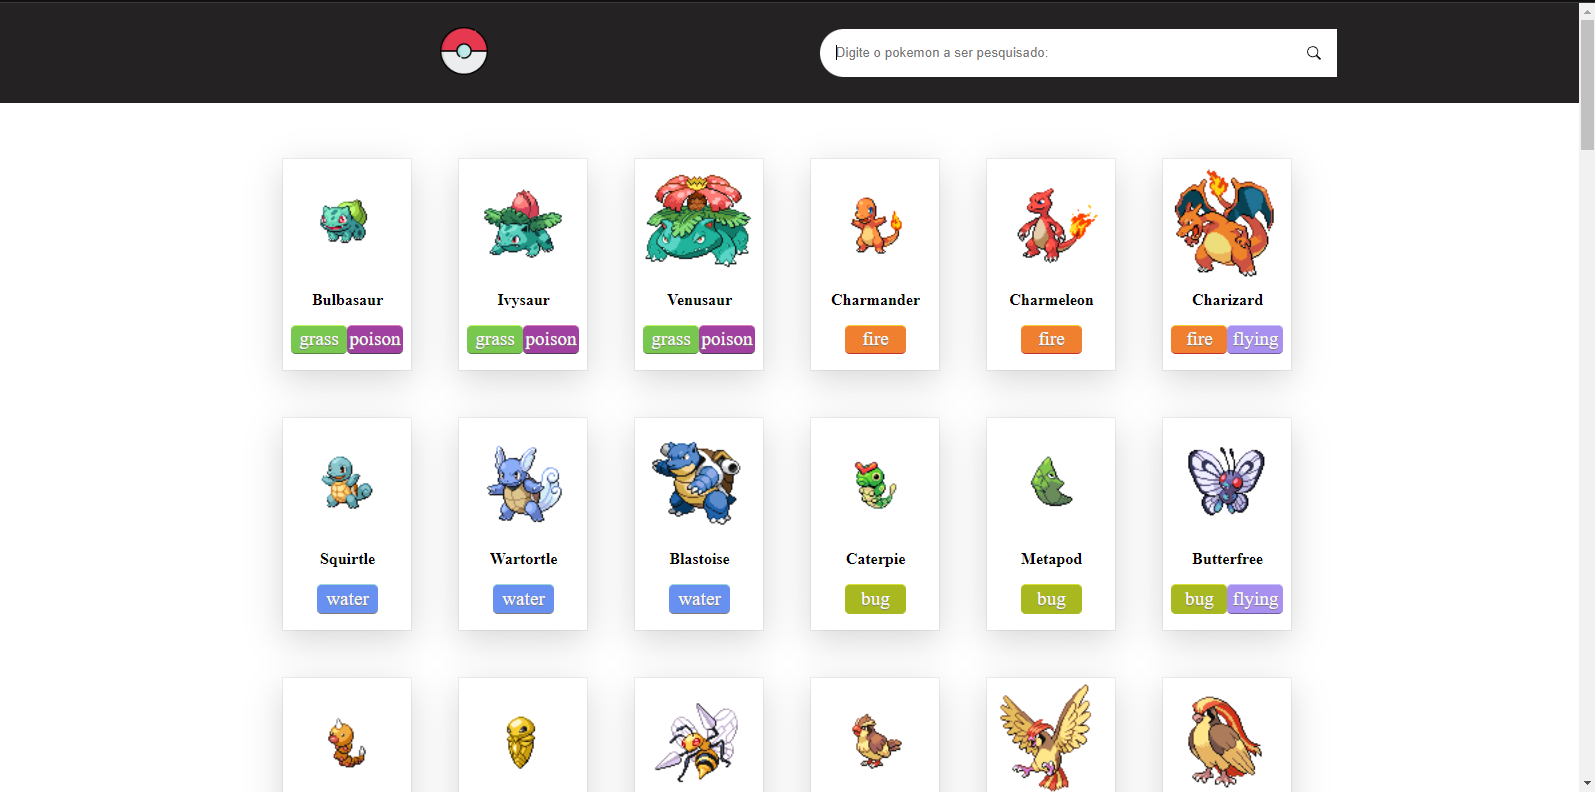 Digite o pokemon a ser pesquisado:
Bulbasaur Ivysaur Venusaur Charmander Charmeleon Charizard
grass poison grass poison grass poison fire fire fire flying
Squirtle Wartortle Blastoise Caterpie Metapod Butterfree
water water water bug bug bug flying